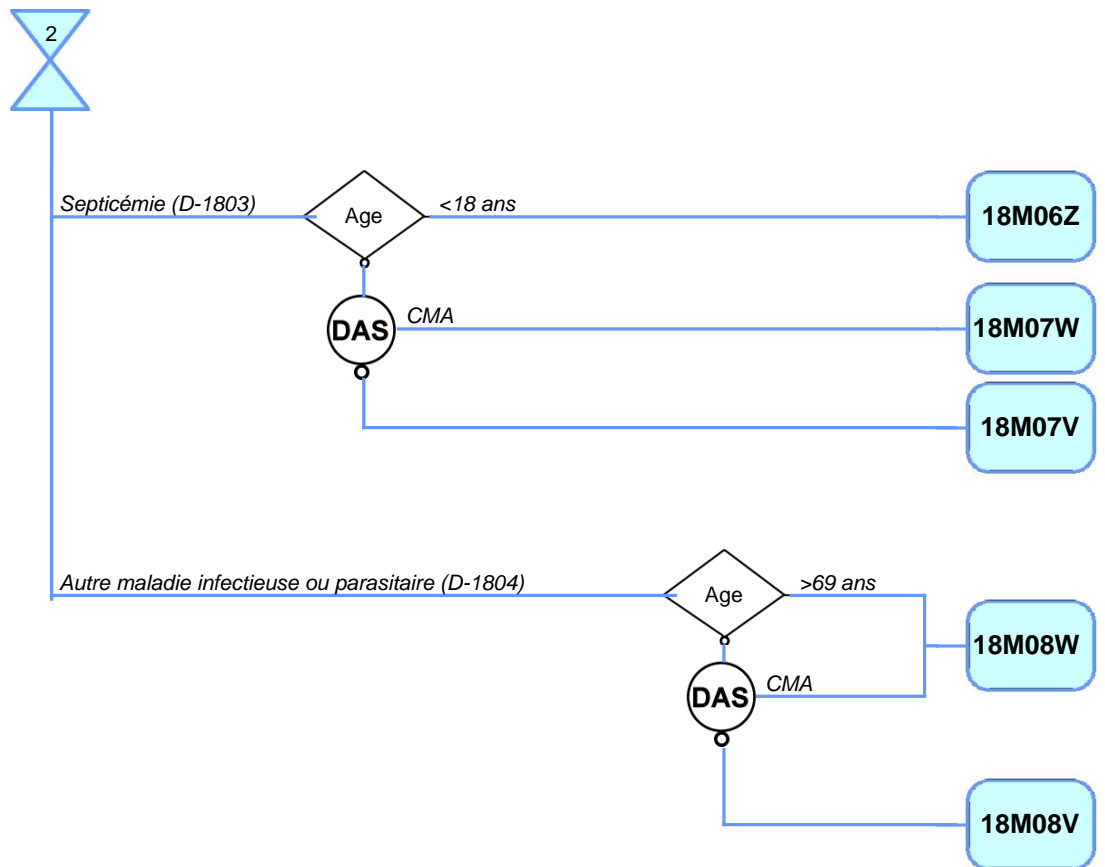 2
Septicémie (D-1803)
Age
<18 ans
18M06Z
DAS
CMA
18M07W
18M07V
Autre maladie infectieuse ou parasitaire (D-1804)
Age
>69 ans
18M08W
DAS
CMA
18M08V